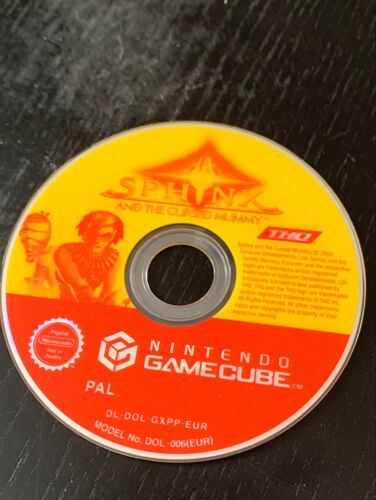 SPHINX
AND THE CURSED MUMMY™
THQ
Sphinx and the Cursed Mummy © 2003
Eurocom Developments, Ltd. Sphinx and the
Cursed Mummy, Eurocom and the respective
logos are trademarks and/or registered
trademarks of Eurocom Developments Ltd.
Exclusively licensed to and published by
THQ. THQ and the THQ logo are trademarks
and/or registered trademarks of THQ Inc.
All Rights Reserved. All other trademarks,
logos and copyrights are property of their
respective owners.
Nintendo
NINTENDO
GAMECUBE™
PAL
DL-DOL-GXPP-EUR
MODEL No. DOL-006(EUR)